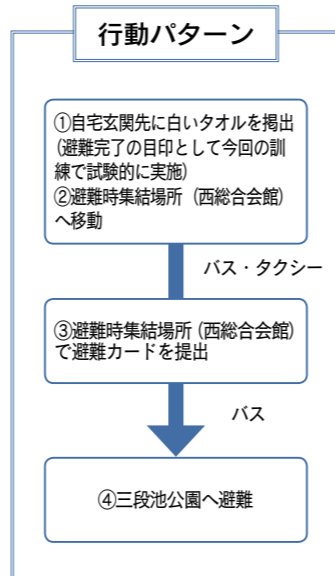 行動パターン
①自宅玄関先に白いタオルを掲出
(避難完了の目印として今回の訓
練で試験的に実施)
②避難時集結場所（西総合会館）
へ移動
バス・タクシー
③避難時集結場所（西総合会館）
で避難カードを提出
バス
④三段池公園へ避難